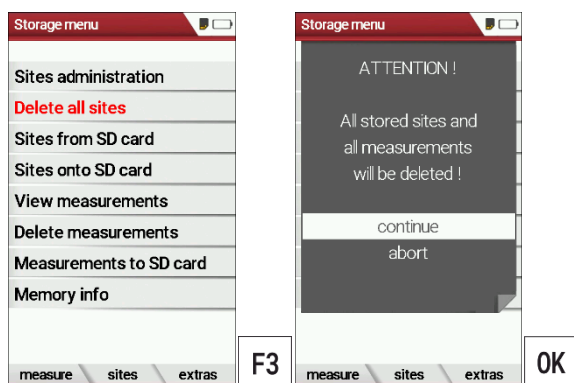 Storage menu
Sites administration
Delete all sites
Sites from SD card
Sites onto SD card
View measurements
Delete measurements
Measurements to SD card
Memory info
measure sites extras
F3
Storage menu
ATTENTION !
All stored sites and
all measurements
will be deleted !
continue
abort
measure sites extras
OK